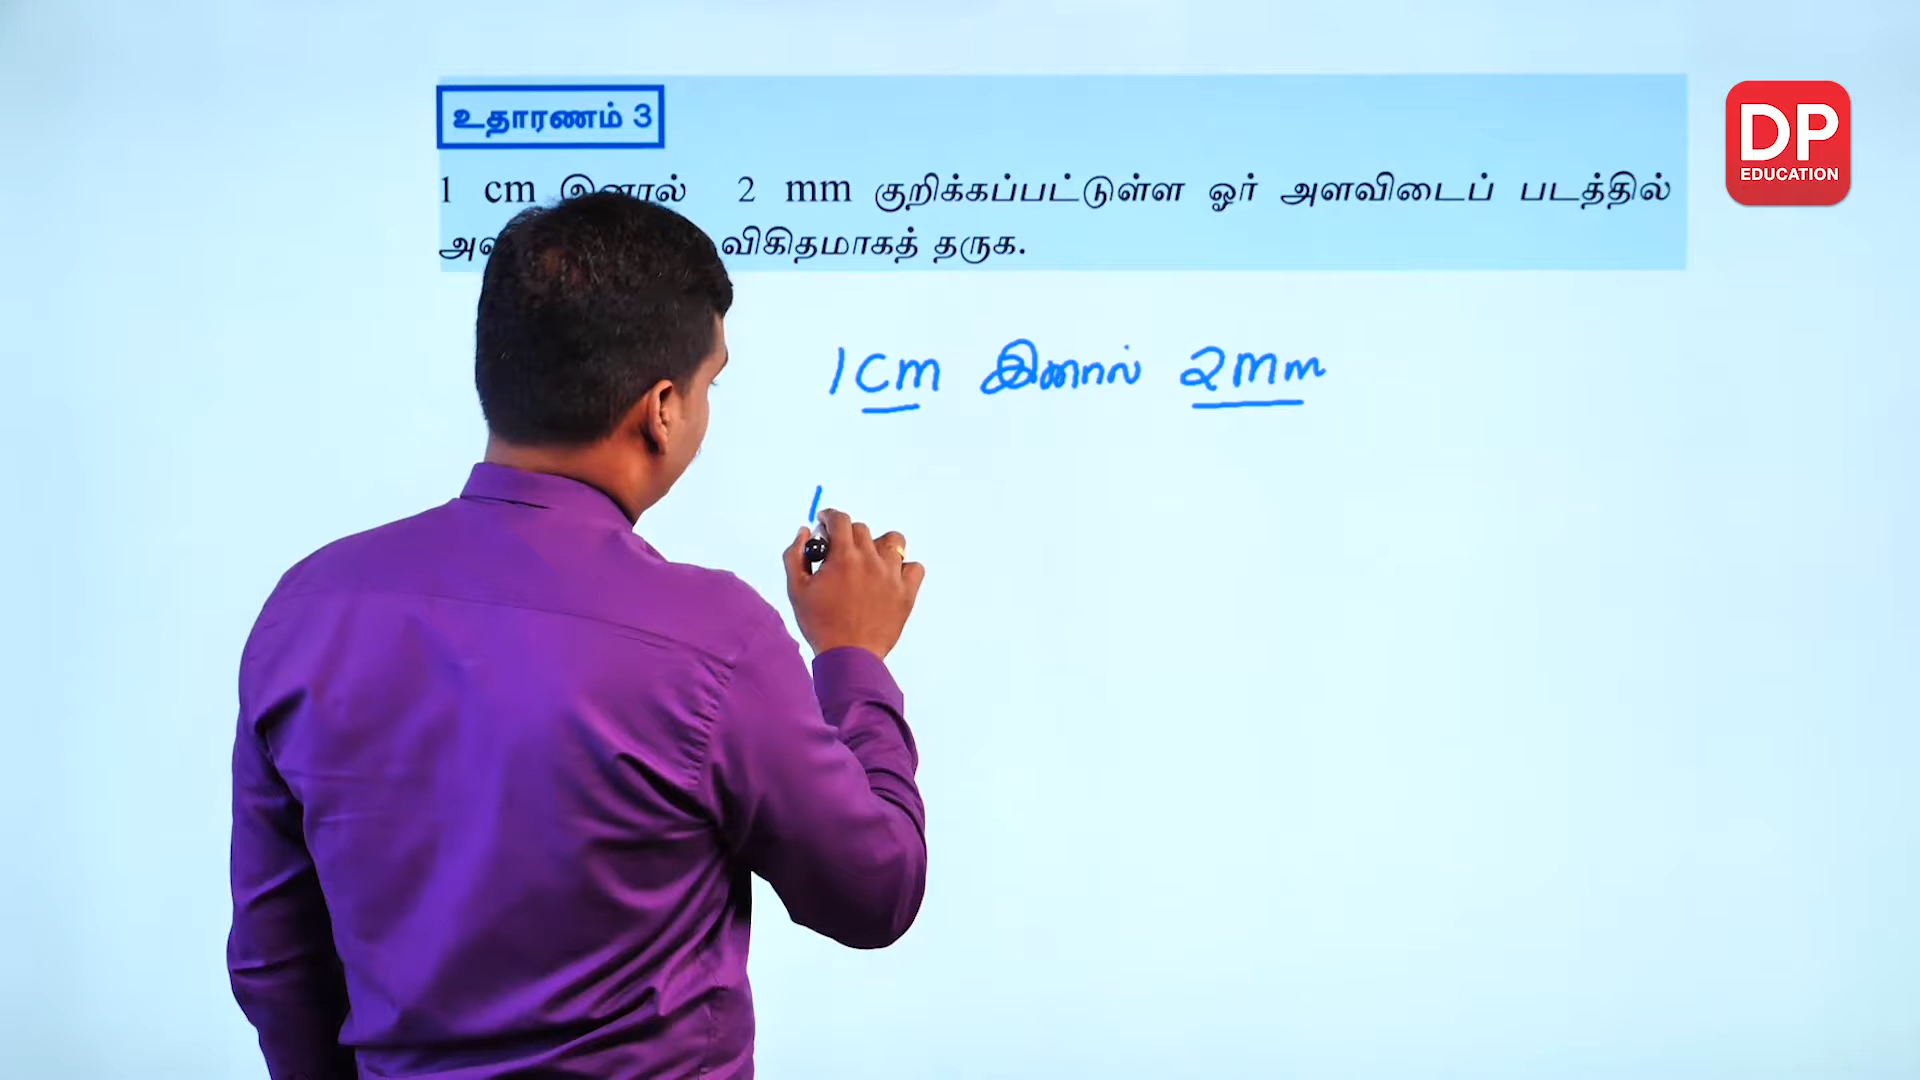 உதாரணம் 3
1 cm இனால் 2 mm குறிக்கப்பட்டுள்ள ஓர் அளவிடைப் படத்தில்
விகிதமாகத் தருக.
1cm இனால் 2mm
1
DP
EDUCATION